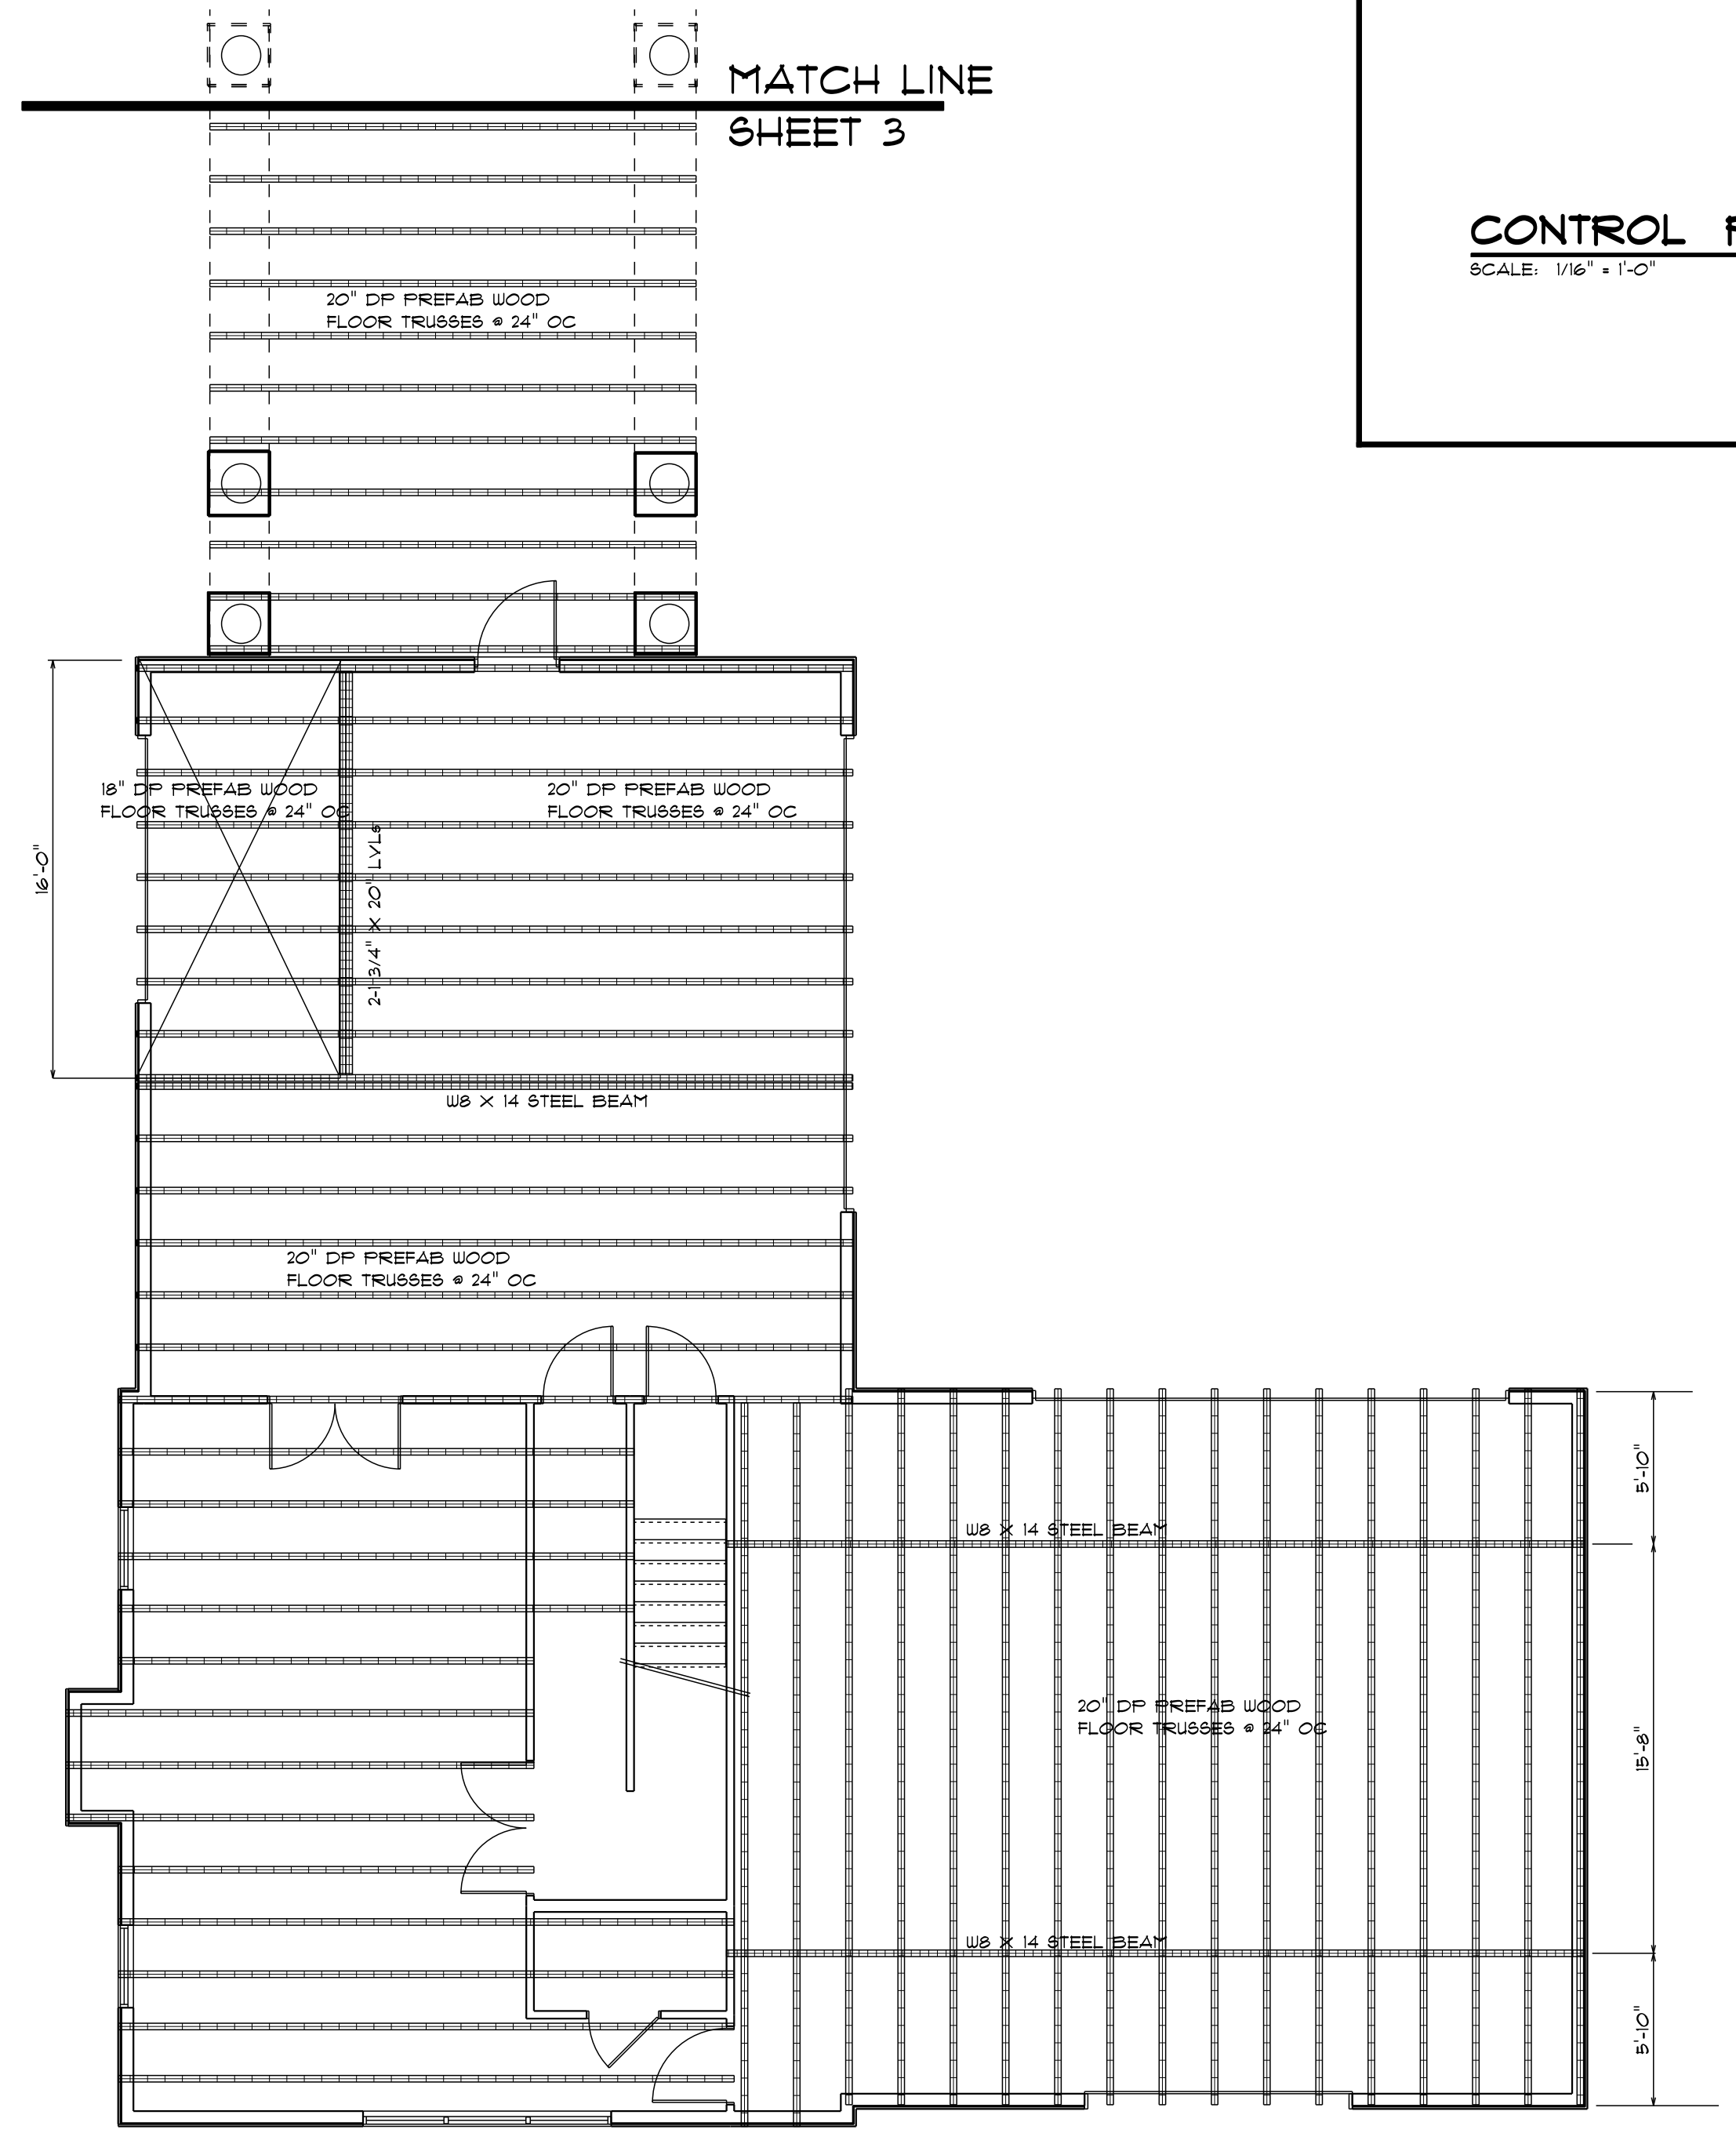 MATCH LINE
SHEET 3
CONTROL
SCALE: 1/16" = 1'-0"
20" DP PREFAB WOOD
FLOOR TRUSSES @ 24" OC
18" DP PREFAB WOOD
FLOOR TRUSSES @ 24" OC
20" DP PREFAB WOOD
FLOOR TRUSSES @ 24" OC
16'-0"
2-1-3/4" X 20" LVLs
W8 X 14 STEEL BEAM
20" DP PREFAB WOOD
FLOOR TRUSSES @ 24" OC
5'-10"
W8 X 14 STEEL BEAM
20" DP PREFAB WOOD
FLOOR TRUSSES @ 24" OC
15'-8"
W8 X 14 STEEL BEAM
5'-10"